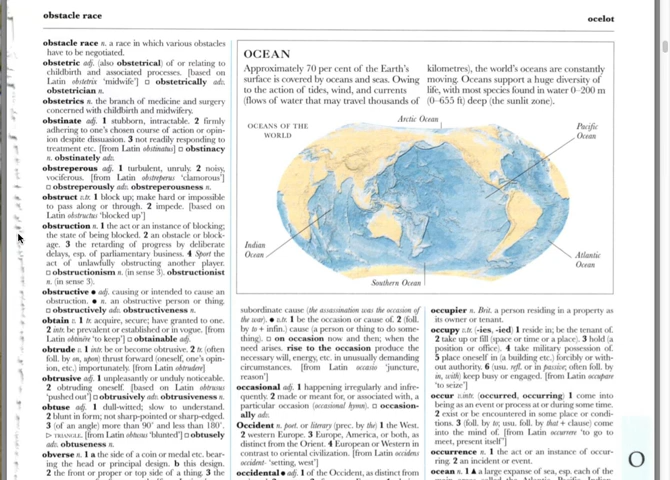 obstacle race
ocelot
obstacle race n. a race in which various obstacles
have to be negotiated.
obstetric adj. (also obstetrical) of or relating to
childbirth and associated processes. [based on
Latin obstetrix 'midwife'] □ obstetrically adv.
obstetrician n.
obstetrics n. the branch of medicine and surgery
concerned with childbirth and midwifery.
obstinate adj. 1 stubborn, intractable. 2 firmly
adhering to one's chosen course of action or opin-
ion despite dissuasion. 3 not readily responding to
treatment etc. [from Latin obstinatus] □ obstinacy
n. obstinately adv.
obstreperous adj. 1 turbulent, unruly. 2 noisy,
vociferous. [from Latin obstreperus 'clamorous']
□ obstreperously adv. obstreperousness n.
obstruct v.tr. 1 block up; make hard or impossible
to pass along or through. 2 impede. [based on
Latin obstructus 'blocked up']
obstruction n. 1 the act or an instance of blocking;
the state of being blocked. 2 an obstacle or block-
age. 3 the retarding of progress by deliberate
delays, esp. of parliamentary business. 4 Sport the
act of unlawfully obstructing another player.
□ obstructionism n. (in sense 3). obstructionist
n. (in sense 3).
obstructive ● adj. causing or intended to cause an
obstruction. ● n. an obstructive person or thing.
□ obstructively adv. obstructiveness n.
obtain v. 1 tr. acquire, secure; have granted to one.
2 intr. be prevalent or established or in vogue. [from
Latin obtinēre 'to keep'] □ obtainable adj.
obtrude v. 1 intr. be or become obtrusive. 2 tr. (often
foll. by on, upon) thrust forward (oneself, one's opin-
ion, etc.) importunately. [from Latin obtrudere]
obtrusive adj. 1 unpleasantly or unduly noticeable.
2 obtruding oneself. [based on Latin obtrusus
'pushed out'] □ obtrusively adv. obtrusiveness n.
obtuse adj. 1 dull-witted; slow to understand.
2 blunt in form; not sharp-pointed or sharp-edged.
3 (of an angle) more than 90° and less than 180°.
▷ TRIANGLE. [from Latin obtusus 'blunted'] □ obtusely
adv. obtuseness n.
obverse n. 1 a the side of a coin or medal etc. bear-
ing the head or principal design. b this design.
2 the front or proper or top side of a thing. 3 the
OCEAN
Approximately 70 per cent of the Earth's
surface is covered by oceans and seas. Owing
to the action of tides, wind, and currents
(flows of water that may travel thousands of
kilometres), the world's oceans are constantly
moving. Oceans support a huge diversity of
life, with most species found in water 0–200 m
(0–655 ft) deep (the sunlit zone).
OCEANS OF THE
WORLD
Arctic Ocean
Pacific
Ocean
Indian
Ocean
Atlantic
Ocean
Southern Ocean
subordinate cause (the assassination was the occasion of
the war). ● v.tr. 1 be the occasion or cause of. 2 (foll.
by to + infin.) cause (a person or thing to do some-
thing). □ on occasion now and then; when the
need arises. rise to the occasion produce the
necessary will, energy, etc. in unusually demanding
circumstances. [from Latin occasio 'juncture,
reason']
occasional adj. 1 happening irregularly and infre-
quently. 2 made or meant for, or associated with, a
particular occasion (occasional hymn). □ occasion-
ally adv.
Occident n. poet. or literary (prec. by the) 1 the West.
2 western Europe. 3 Europe, America, or both, as
distinct from the Orient. 4 European or Western in
contrast to oriental civilization. [from Latin occidens
occident- 'setting, west']
occidental ● adj. 1 of the Occident, as distinct from
occupier n. Brit. a person residing in a property as
its owner or tenant.
occupy v.tr. (-ies, -ied) 1 reside in; be the tenant of.
2 take up or fill (space or time or a place). 3 hold (a
position or office). 4 take military possession of.
5 place oneself in (a building etc.) forcibly or with-
out authority. 6 (usu. refl. or in passive; often foll. by
in, with) keep busy or engaged. [from Latin occupare
'to seize']
occur v.intr. (occurred, occurring) 1 come
into being as an event or process at or during some time.
2 exist or be encountered in some place or condi-
tions. 3 (foll. by to; usu. foll. by that + clause) come
into the mind of. [from Latin occurrere 'to go to
meet, present itself']
occurrence n. 1 the act or an instance of occur-
ring. 2 an incident or event.
ocean n. 1 ▲ a large expanse of sea, esp. each of the
O